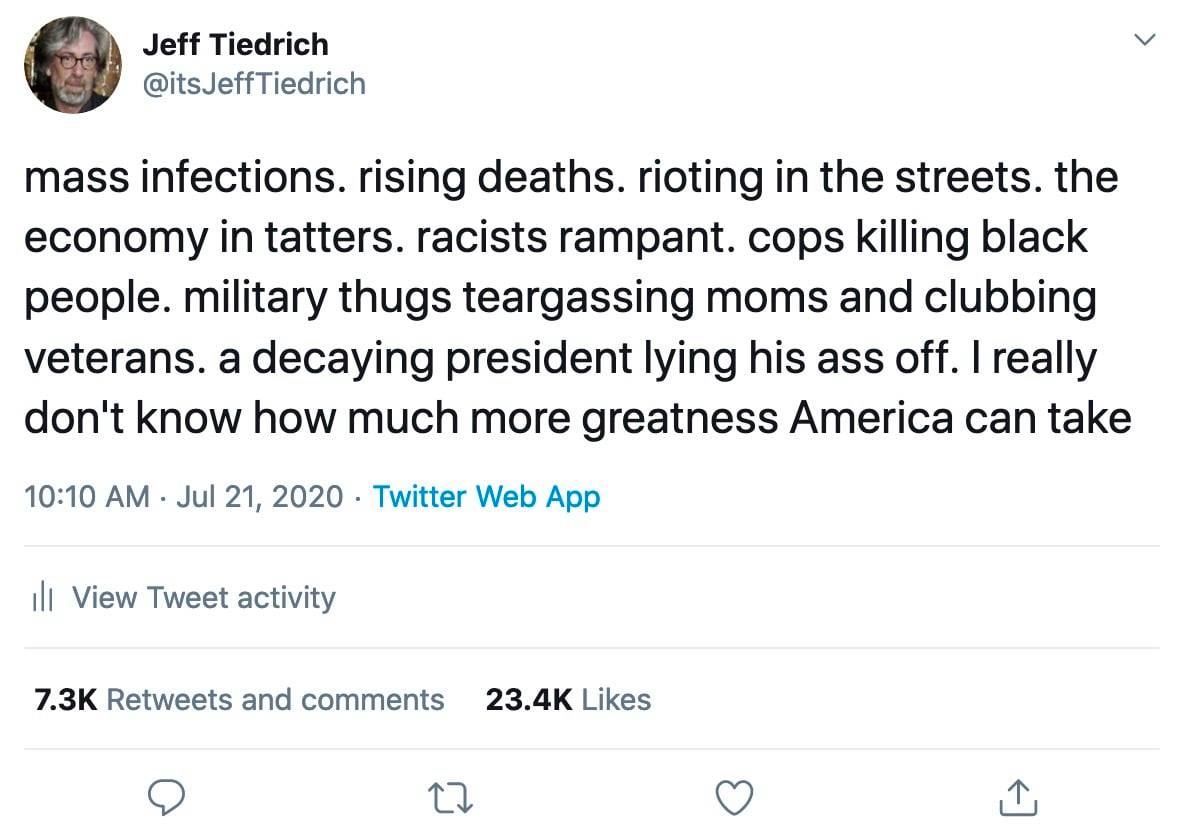 Jeff Tiedrich
@itsJeffTiedrich
mass infections. rising deaths. rioting in the streets. the
economy in tatters. racists rampant. cops killing black
people. military thugs teargassing moms and clubbing
veterans. a decaying president lying his ass off. I really
don't know how much more greatness America can take
10:10 AM · Jul 21, 2020 · Twitter Web App
View Tweet activity
7.3K Retweets and comments 23.4K Likes